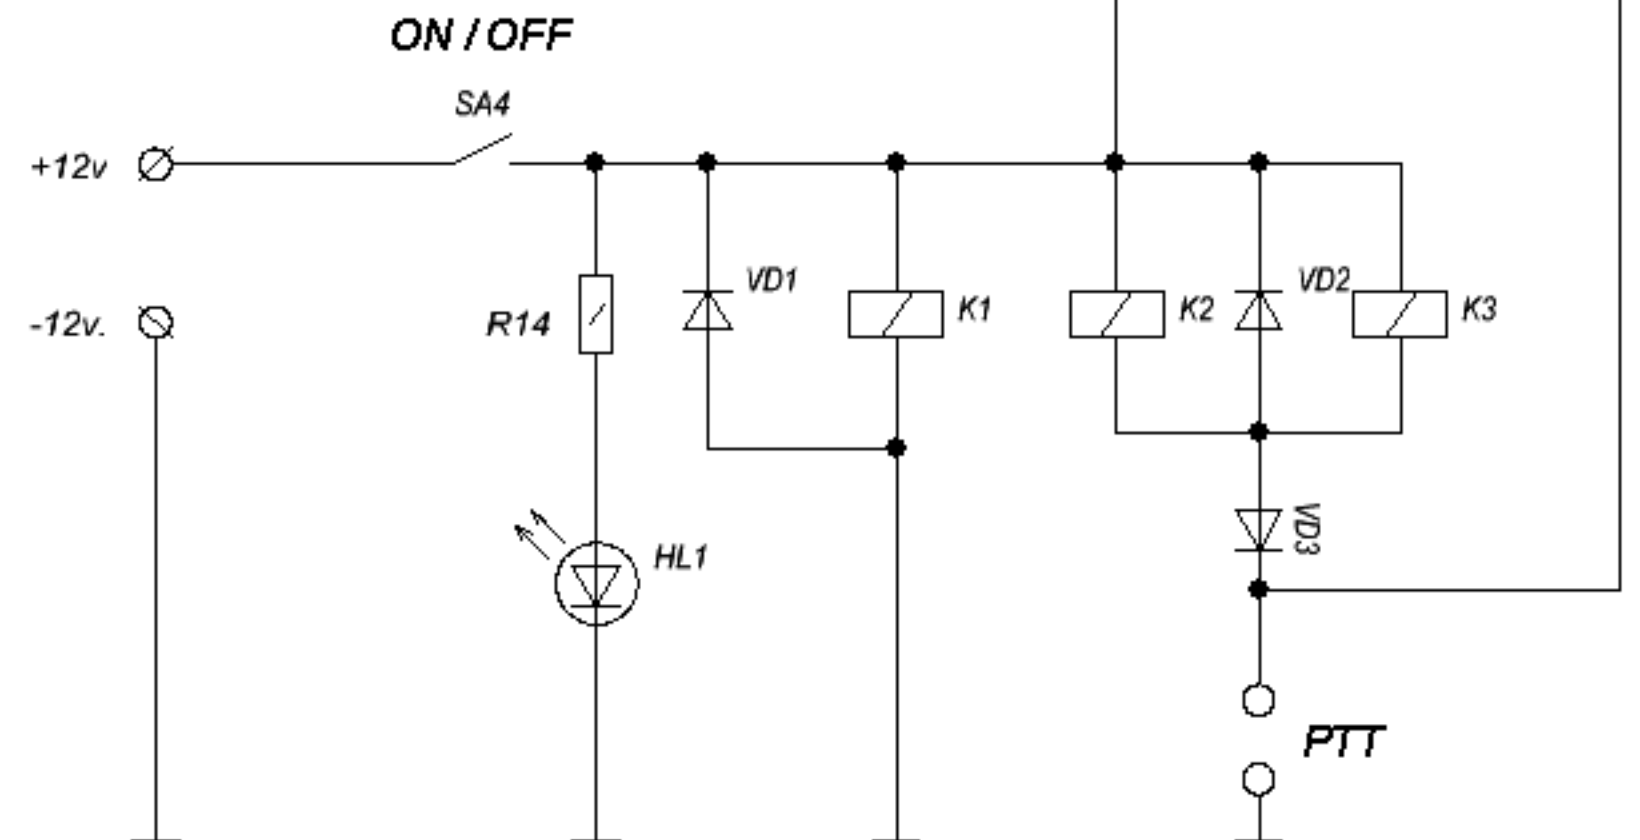 ON / OFF
SA4
+12v
-12v.
R14
VD1
K1
K2
VD2
K3
HL1
VD3
PTT